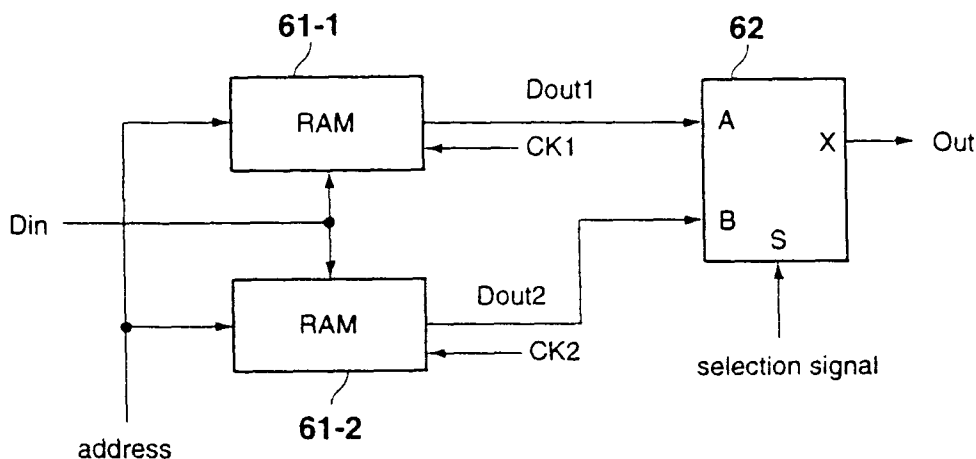 61-1
62
RAM
Dout1
A
X
Out
CK1
Din
B
S
RAM
Dout2
CK2
selection signal
61-2
address